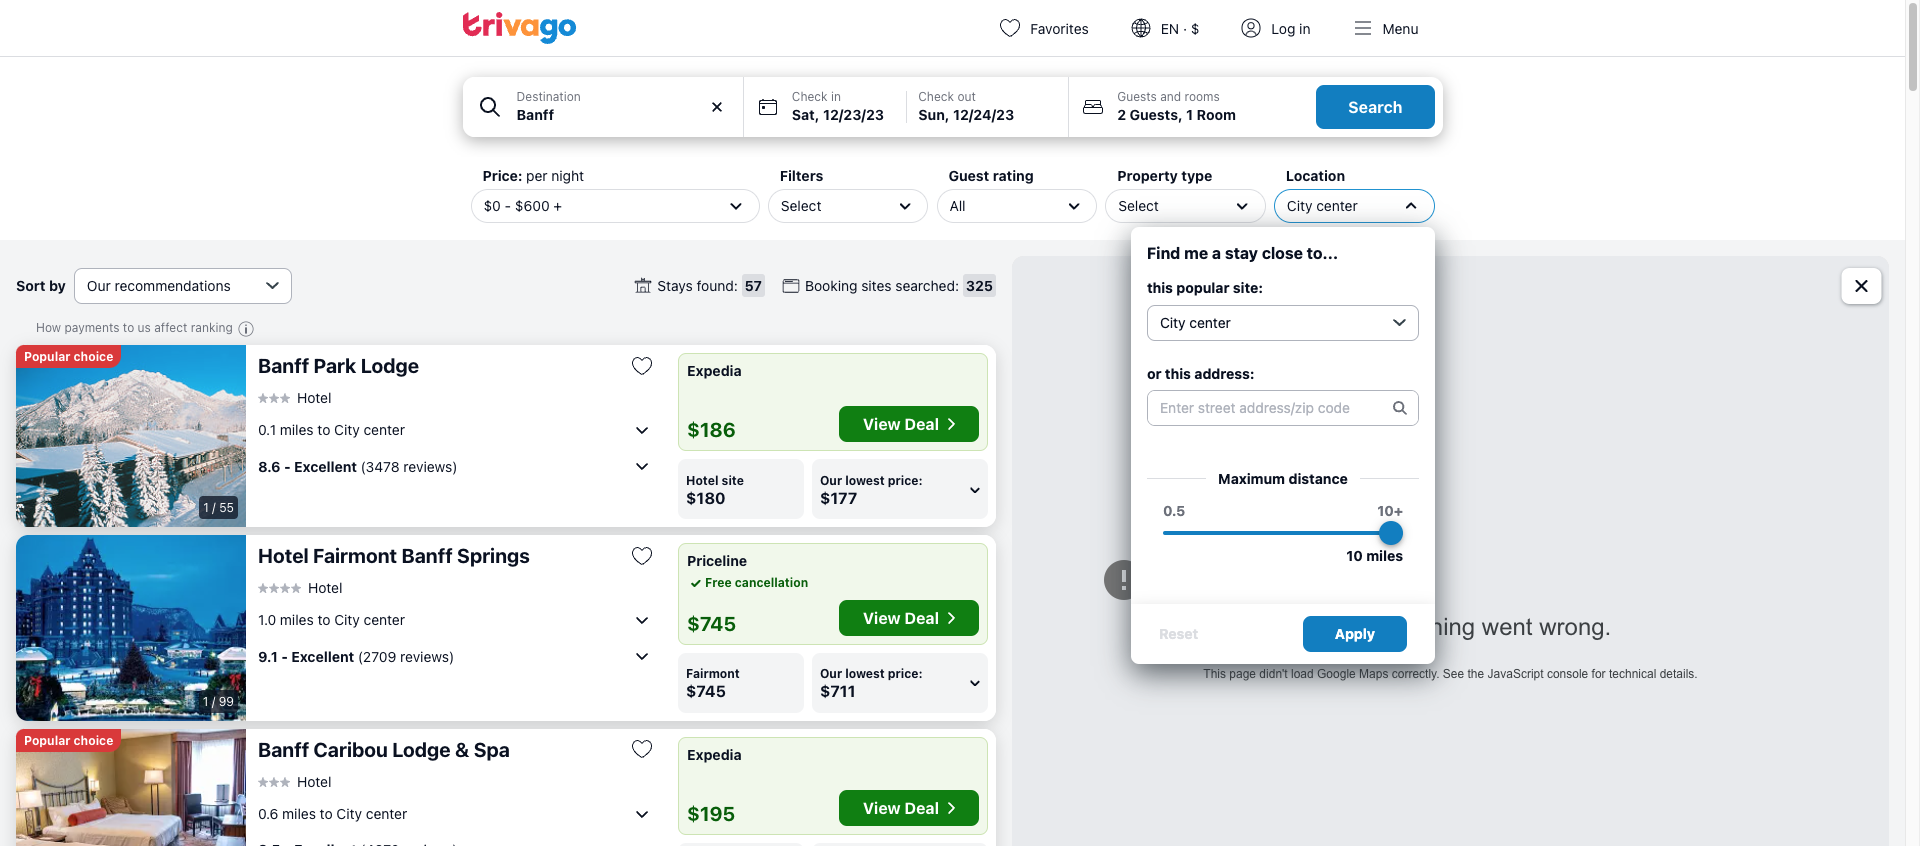 trivago
Favorites
EN · $
Log in
Menu
Destination
Banff
Check in
Sat, 12/23/23
Check out
Sun, 12/24/23
Guests and rooms
2 Guests, 1 Room
Search
Price: per night
$0 - $600 +
Filters
Select
Guest rating
All
Property type
Select
Location
City center
Sort by
Our recommendations
Stays found: 57
Booking sites searched: 325
How payments to us affect ranking
Popular choice
1 / 55
Banff Park Lodge
Hotel
0.1 miles to City center
8.6 - Excellent (3478 reviews)
Expedia
$186
View Deal
Hotel site
$180
Our lowest price:
$177
1 / 99
Hotel Fairmont Banff Springs
Hotel
1.0 miles to City center
9.1 - Excellent (2709 reviews)
Priceline
Free cancellation
$745
View Deal
Fairmont
$745
Our lowest price:
$711
Popular choice
Banff Caribou Lodge & Spa
Hotel
0.6 miles to City center
Expedia
$195
View Deal
Find me a stay close to...
this popular site:
City center
or this address:
Enter street address/zip code
Maximum distance
0.5
10+
10 miles
Reset
Apply
went wrong.
This page didn't load Google Maps correctly. See the JavaScript console for technical details.